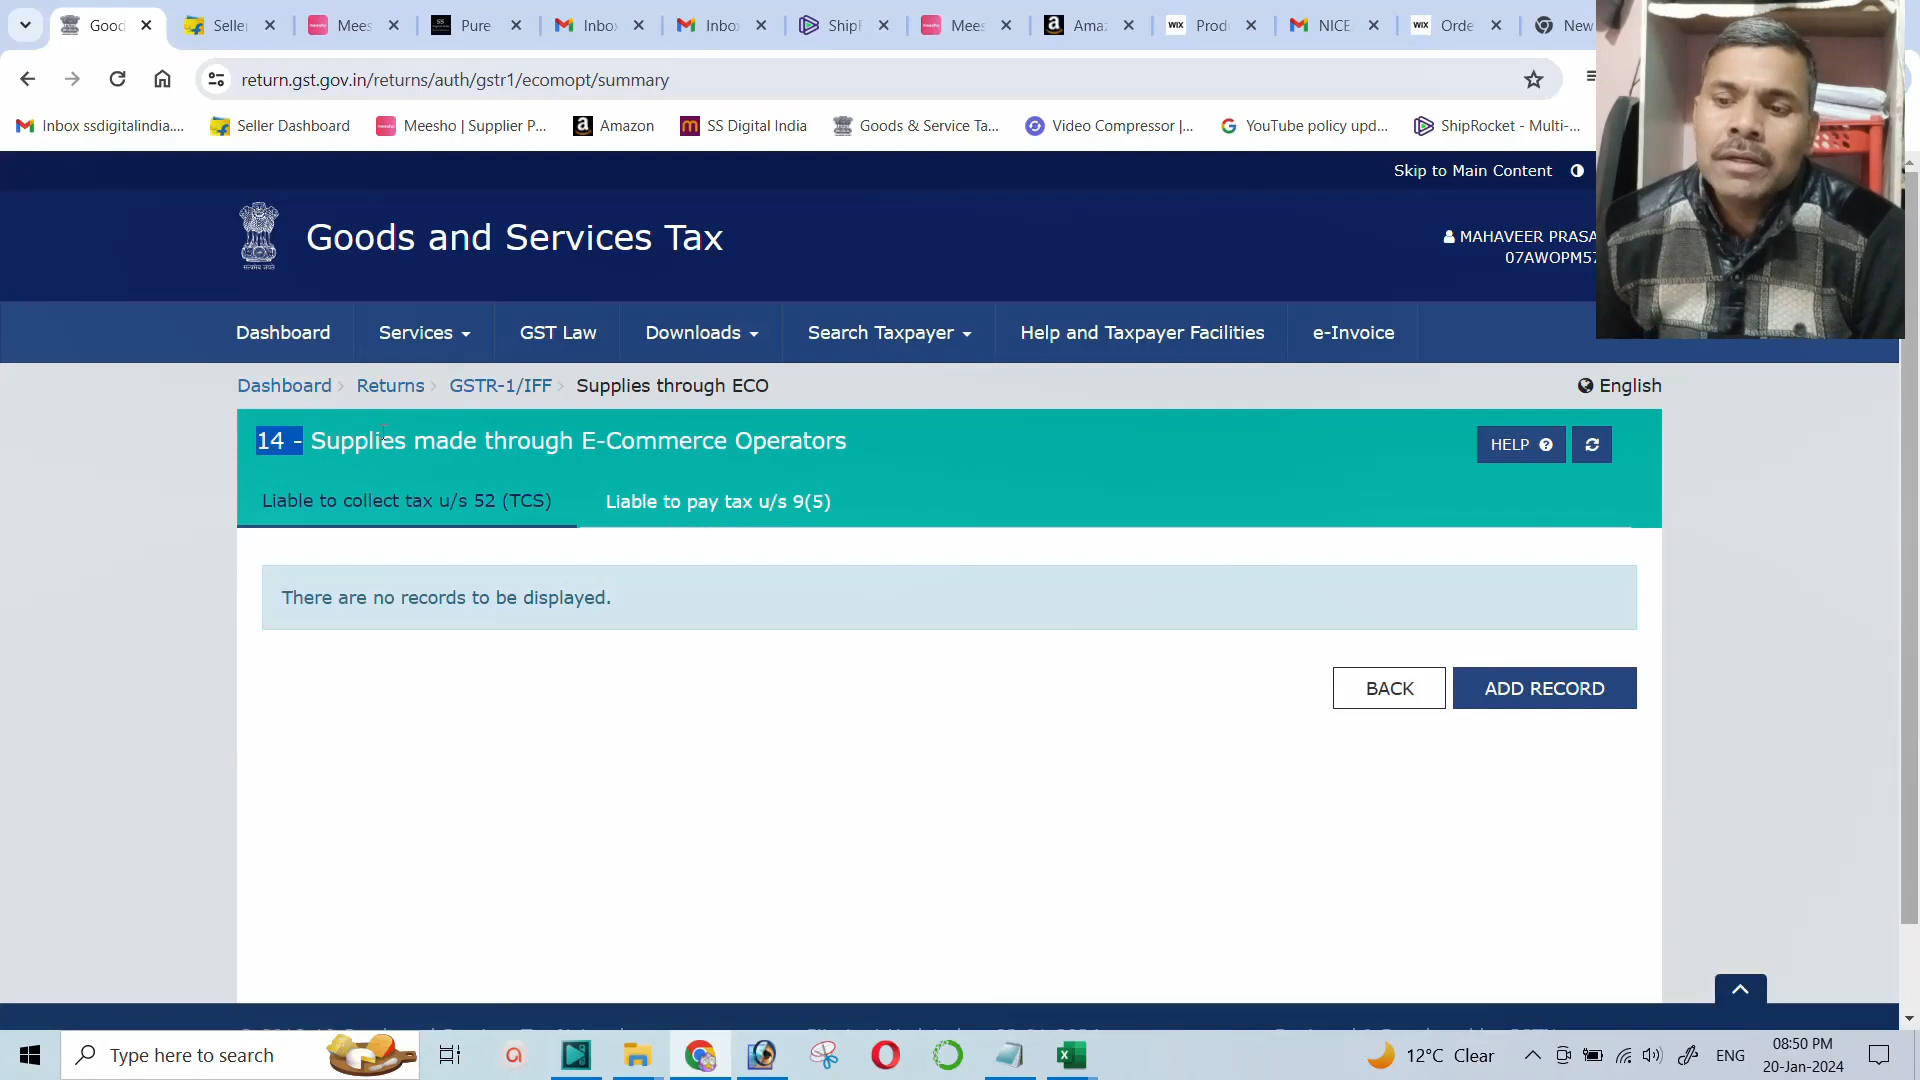 Good
Seller
Mees
Pure
Inbo
Inbo
Ship
Mees
Ama
Prod
NICE
Orde
New
return.gst.gov.in/returns/auth/gstr1/ecomopt/summary
Inbox ssdigitalindia....
Seller Dashboard
Meesho | Supplier P...
Amazon
SS Digital India
Goods & Service Ta...
Video Compressor |...
YouTube policy upd...
ShipRocket - Multi-...
Skip to Main Content
Goods and Services Tax
MAHAVEER PRASA
07AWOPM57
Dashboard
Services
GST Law
Downloads
Search Taxpayer
Help and Taxpayer Facilities
e-Invoice
Dashboard
Returns
GSTR-1/IFF
Supplies through ECO
English
14 - Supplies made through E-Commerce Operators
HELP
Liable to collect tax u/s 52 (TCS)
Liable to pay tax u/s 9(5)
There are no records to be displayed.
BACK
ADD RECORD
Type here to search
12°C Clear
ENG
08:50 PM
20-Jan-2024